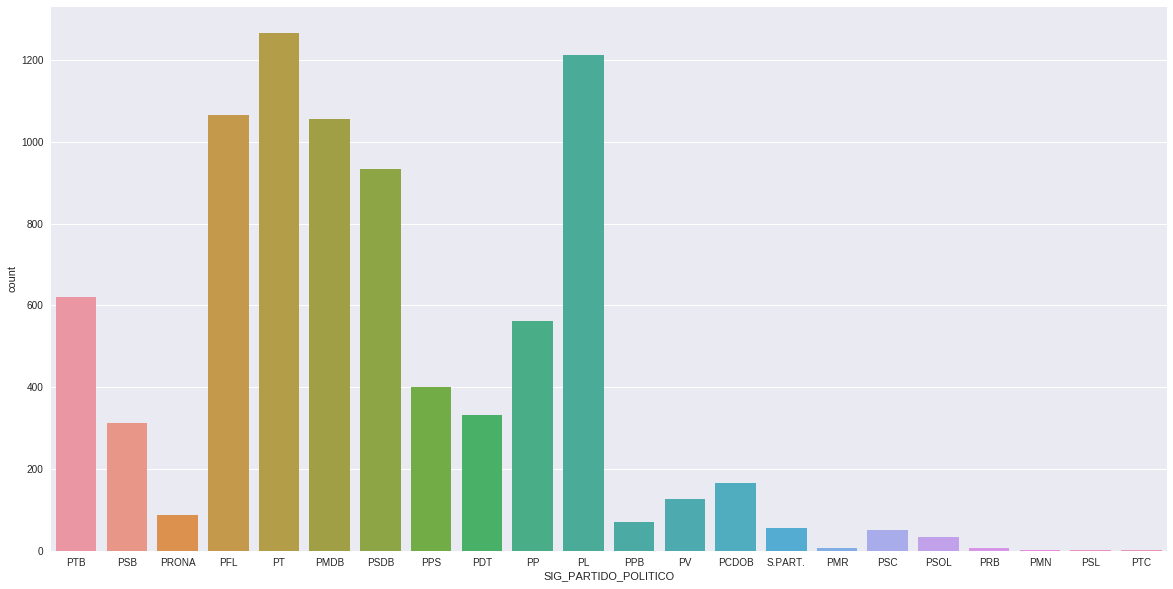 1200
1000
800
600
400
200
0
count
PTB PSB PRONA PFL PT PMDB PSDB PPS PDT PP PL PPB PV PCDOB S.PART. PMR PSC PSOL PRB PMN PSL PTC
SIG_PARTIDO_POLITICO